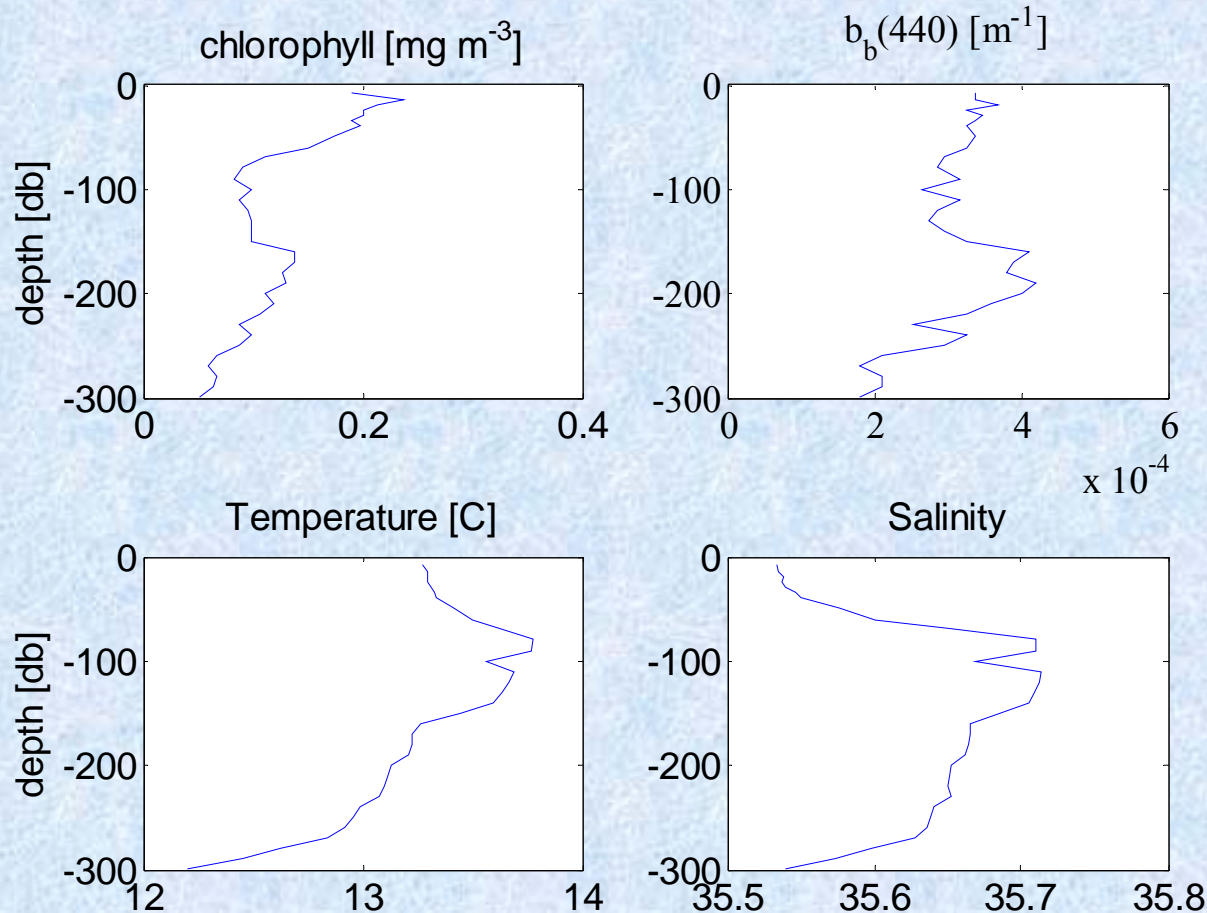 chlorophyll [mg m⁻³]
b_b(440) [m⁻¹]
depth [db]
0
-100
-200
-300
0 0.2 0.4
0
-100
-200
-300
0 2 4 6
x 10⁻⁴
Temperature [C]
Salinity
depth [db]
0
-100
-200
-300
12 13 14
0
-100
-200
-300
35.5 35.6 35.7 35.8